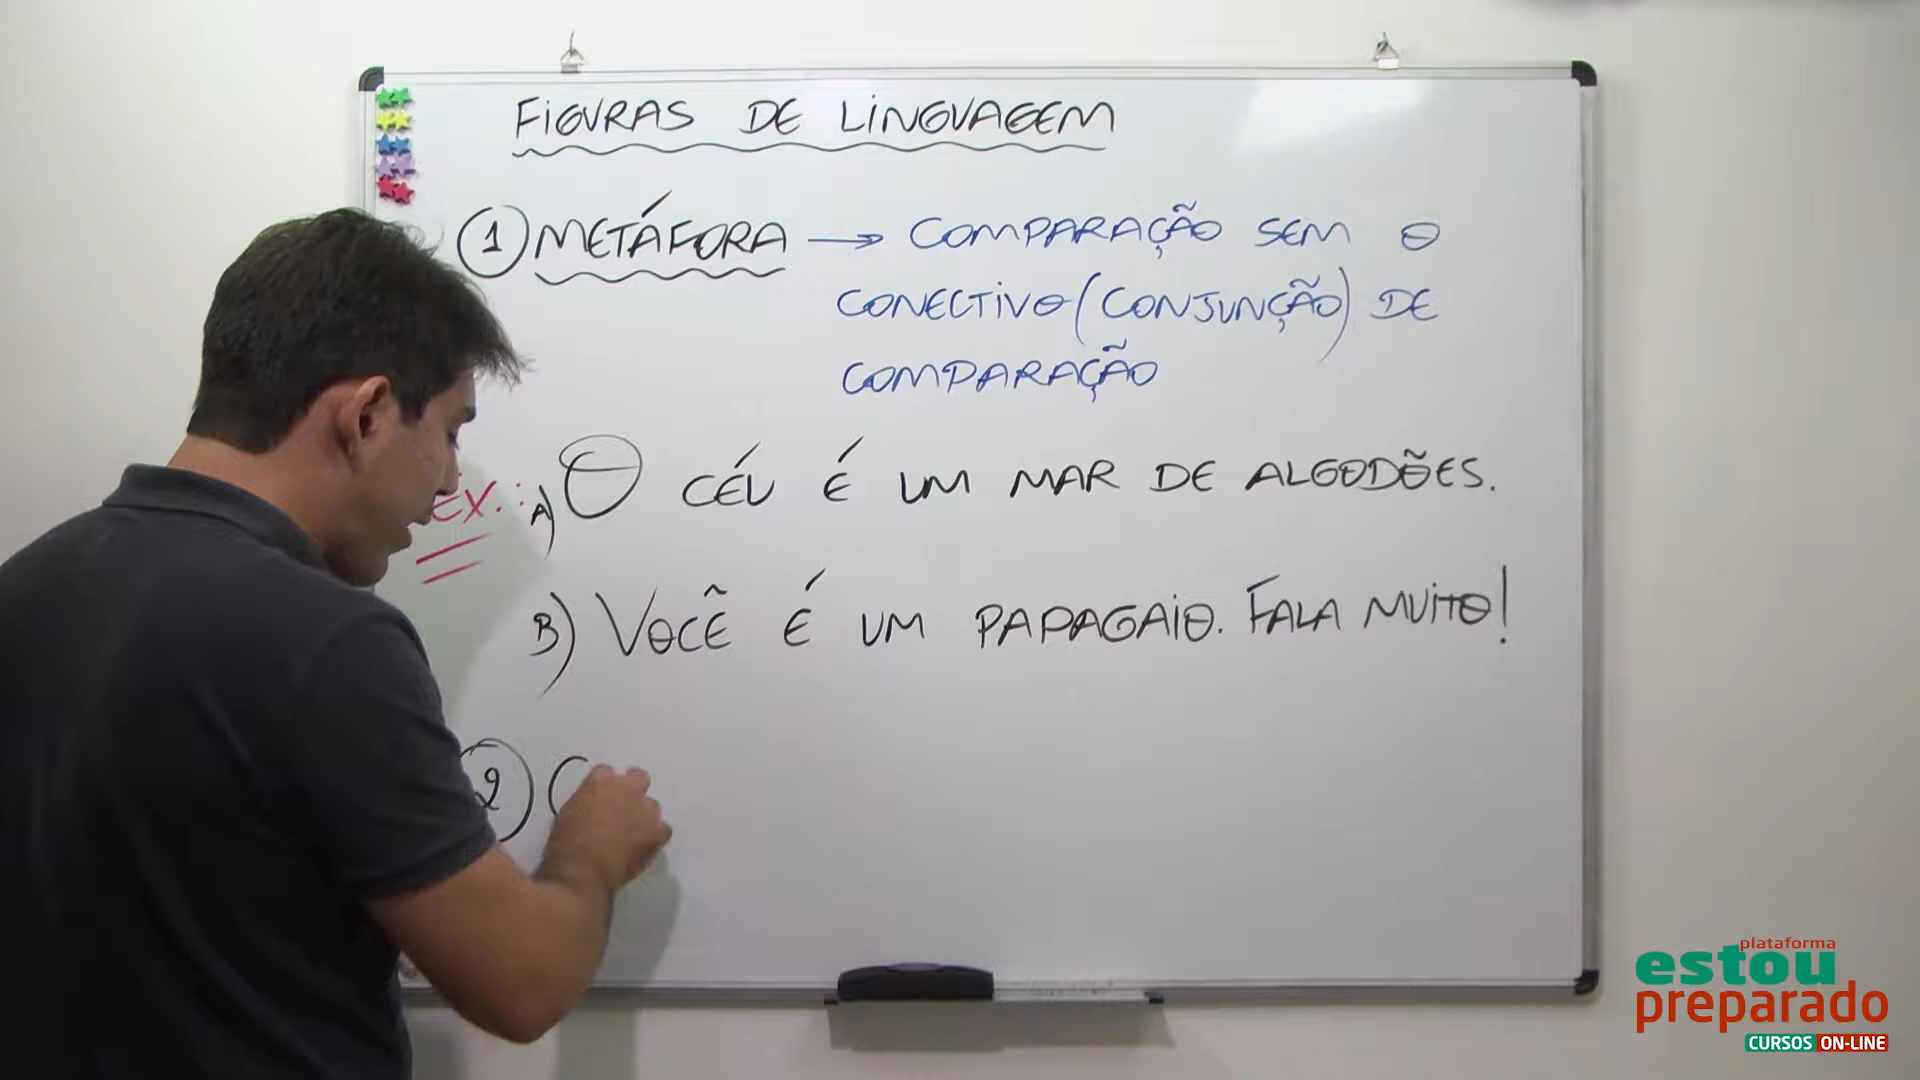 FIGURAS DE LINGUAGEM
1 METÁFORA → COMPARAÇÃO SEM O
CONECTIVO (CONJUNÇÃO) DE
COMPARAÇÃO
EX.: A) O CÉU É UM MAR DE ALGODÕES.
B) VOCÊ É UM PAPAGAIO. FALA MUITO!
2
plataforma
estou
preparado
CURSOS ON-LINE